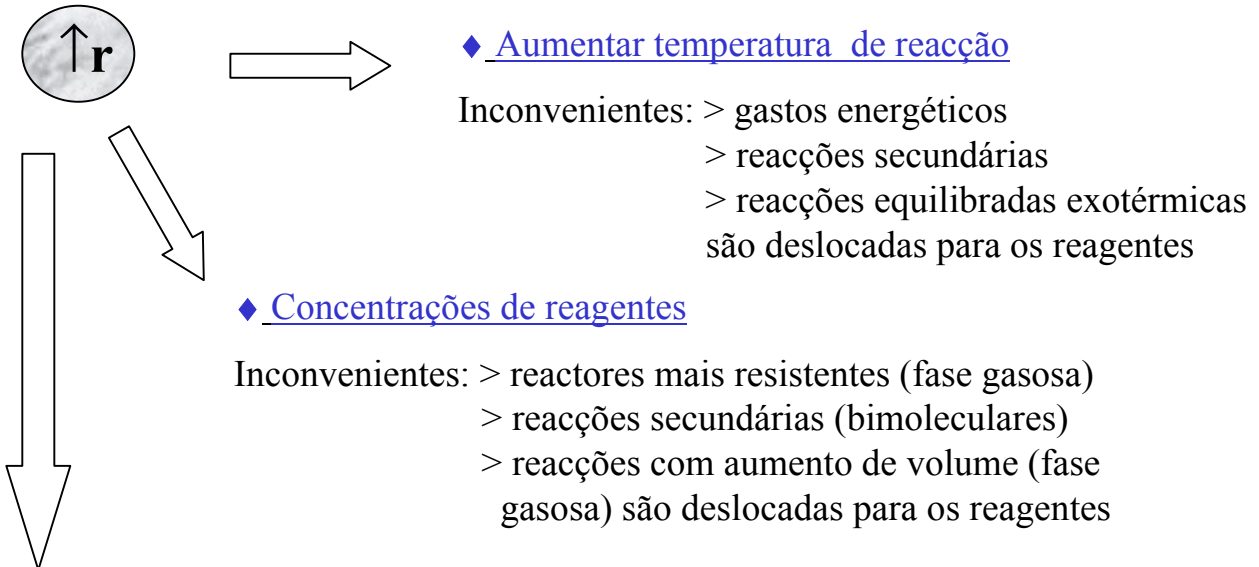 ↑r
♦ Aumentar temperatura de reacção
Inconvenientes: > gastos energéticos
> reacções secundárias
> reacções equilibradas exotérmicas
são deslocadas para os reagentes
♦ Concentrações de reagentes
Inconvenientes: > reactores mais resistentes (fase gasosa)
> reacções secundárias (bimoleculares)
> reacções com aumento de volume (fase
gasosa) são deslocadas para os reagentes